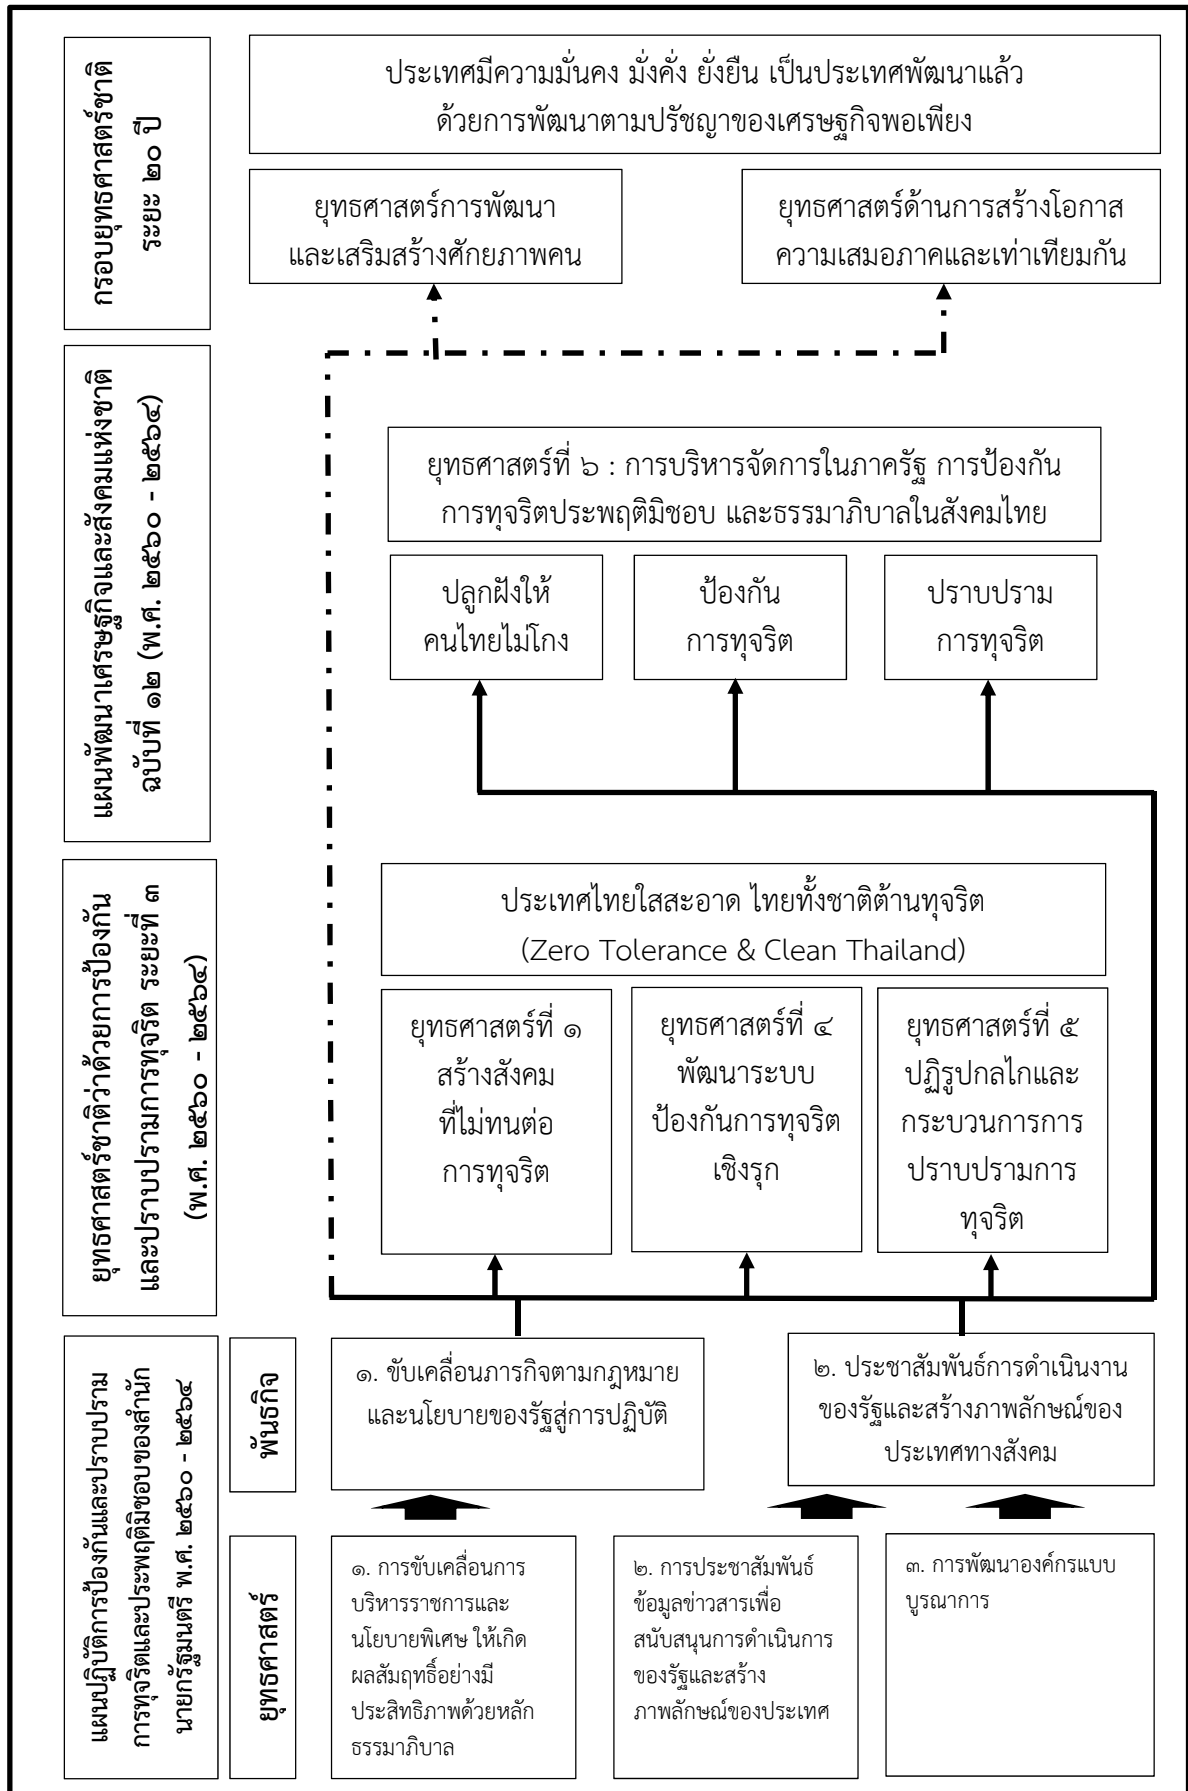 กรอบยุทธศาสตร์ชาติ
ระยะ ๒๐ ปี
ประเทศมีความมั่นคง มั่งคั่ง ยั่งยืน เป็นประเทศพัฒนาแล้ว
ด้วยการพัฒนาตามปรัชญาของเศรษฐกิจพอเพียง
ยุทธศาสตร์การพัฒนา
และเสริมสร้างศักยภาพคน
ยุทธศาสตร์ด้านการสร้างโอกาส
ความเสมอภาคและเท่าเทียมกัน
แผนพัฒนาเศรษฐกิจและสังคมแห่งชาติ
ฉบับที่ ๑๒ (พ.ศ. ๒๕๖๐ - ๒๕๖๔)
ยุทธศาสตร์ที่ ๖ : การบริหารจัดการในภาครัฐ การป้องกัน
การทุจริตประพฤติมิชอบ และธรรมาภิบาลในสังคมไทย
ปลูกฝังให้
คนไทยไม่โกง
ป้องกัน
การทุจริต
ปราบปราม
การทุจริต
ยุทธศาสตร์ชาติว่าด้วยการป้องกัน
และปราบปรามการทุจริต ระยะที่ ๓
(พ.ศ. ๒๕๖๐ - ๒๕๖๔)
ประเทศไทยใสสะอาด ไทยทั้งชาติต้านทุจริต
(Zero Tolerance & Clean Thailand)
ยุทธศาสตร์ที่ ๑
สร้างสังคม
ที่ไม่ทนต่อ
การทุจริต
ยุทธศาสตร์ที่ ๔
พัฒนาระบบ
ป้องกันการทุจริต
เชิงรุก
ยุทธศาสตร์ที่ ๕
ปฏิรูปกลไกและ
กระบวนการการ
ปราบปรามการ
ทุจริต
แผนปฏิบัติการป้องกันและปราบปราม
การทุจริตและประพฤติมิชอบของสำนัก
นายกรัฐมนตรี พ.ศ. ๒๕๖๐ - ๒๕๖๔
พันธกิจ
๑. ขับเคลื่อนภารกิจตามกฎหมาย
และนโยบายของรัฐสู่การปฏิบัติ
๒. ประชาสัมพันธ์การดำเนินงาน
ของรัฐและสร้างภาพลักษณ์ของ
ประเทศทางสังคม
ยุทธศาสตร์
๑. การขับเคลื่อนการ
บริหารราชการและ
นโยบายพิเศษ ให้เกิด
ผลสัมฤทธิ์อย่างมี
ประสิทธิภาพด้วยหลัก
ธรรมาภิบาล
๒. การประชาสัมพันธ์
ข้อมูลข่าวสารเพื่อ
สนับสนุนการดำเนินการ
ของรัฐและสร้าง
ภาพลักษณ์ของประเทศ
๓. การพัฒนาองค์กรแบบ
บูรณาการ